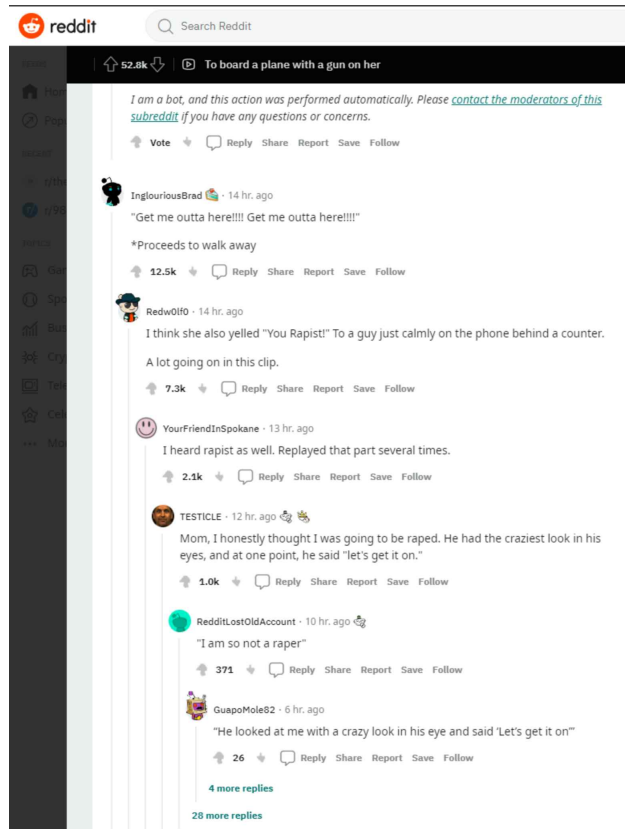 reddit
Search Reddit
52.8k
To board a plane with a gun on her
I am a bot, and this action was performed automatically. Please contact the moderators of this
subreddit if you have any questions or concerns.
Vote Reply Share Report Save Follow
IngluoriousBrad · 14 hr. ago
"Get me outta here!!!! Get me outta here!!!!"
*Proceeds to walk away
12.5k Reply Share Report Save Follow
Redw0lf0 · 14 hr. ago
I think she also yelled "You Rapist!" To a guy just calmly on the phone behind a counter.
A lot going on in this clip.
7.3k Reply Share Report Save Follow
YourFriendInSpokane · 13 hr. ago
I heard rapist as well. Replayed that part several times.
2.1k Reply Share Report Save Follow
TESTICLE · 12 hr. ago
Mom, I honestly thought I was going to be raped. He had the craziest look in his
eyes, and at one point, he said "let's get it on."
1.0k Reply Share Report Save Follow
RedditLostOldAccount · 10 hr. ago
"I am so not a raper"
371 Reply Share Report Save Follow
GuapoMole82 · 6 hr. ago
"He looked at me with a crazy look in his eye and said 'Let's get it on'"
26 Reply Share Report Save Follow
4 more replies
28 more replies